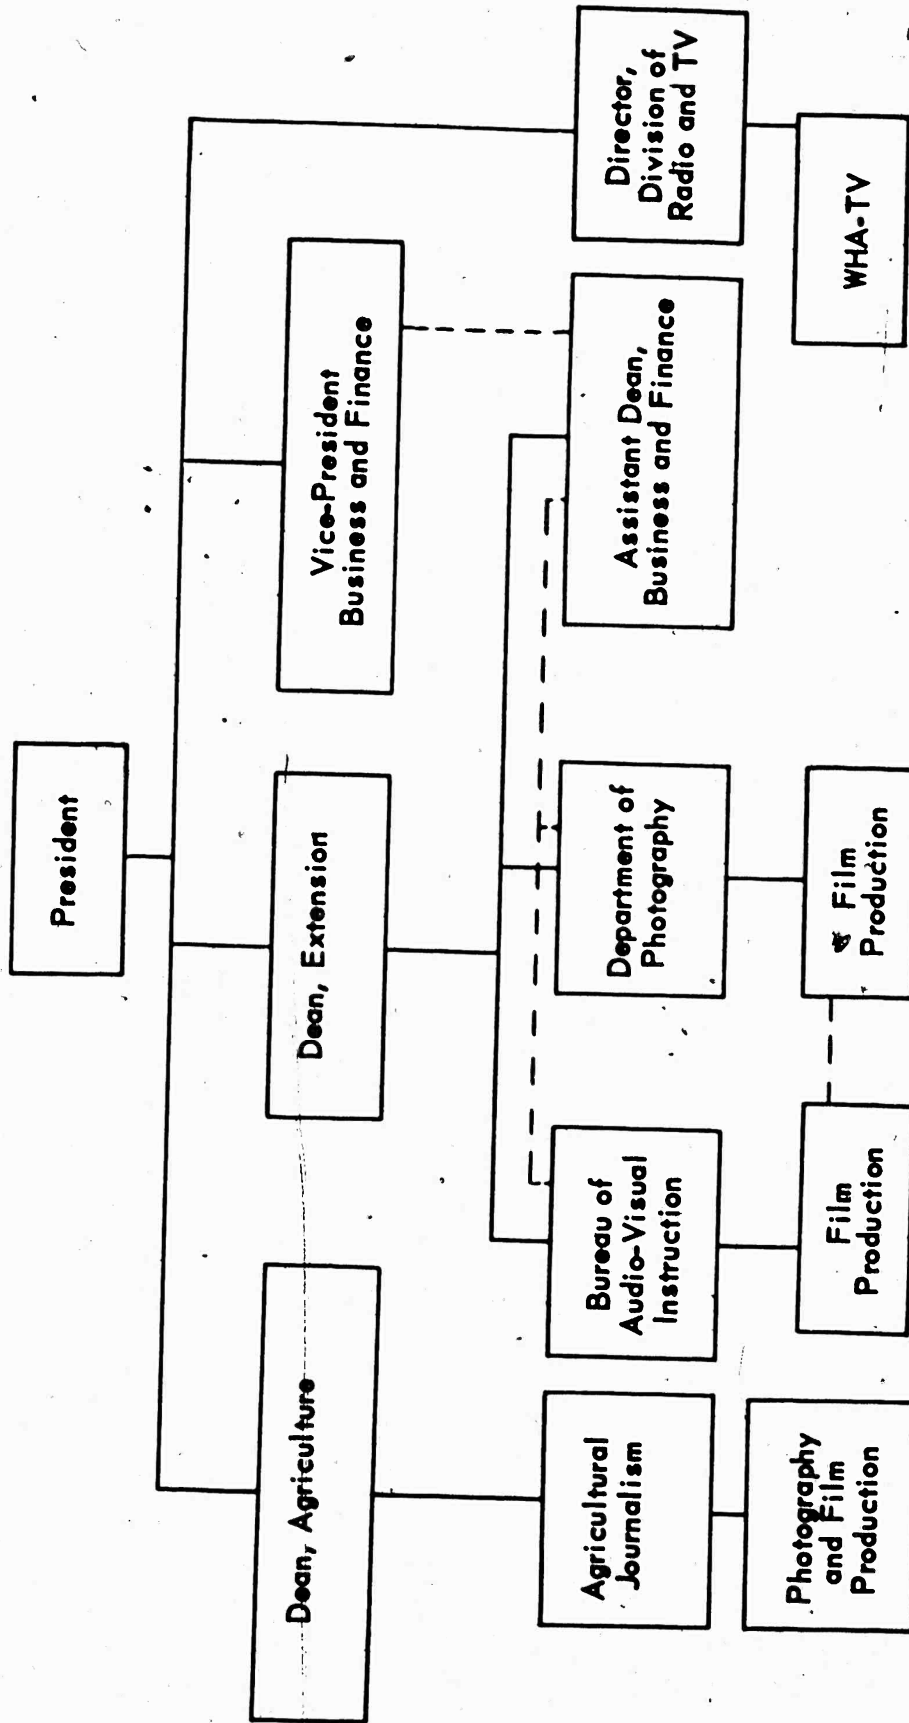 President
Dean, Agriculture
Dean, Extension
Vice-President
Business and Finance
Agricultural
Journalism
Bureau of
Audio-Visual
Instruction
Department of
Photography
Assistant Dean,
Business and Finance
Director,
Division of
Radio and TV
Photography
and Film
Production
Film
Production
Film
Production
WHA-TV